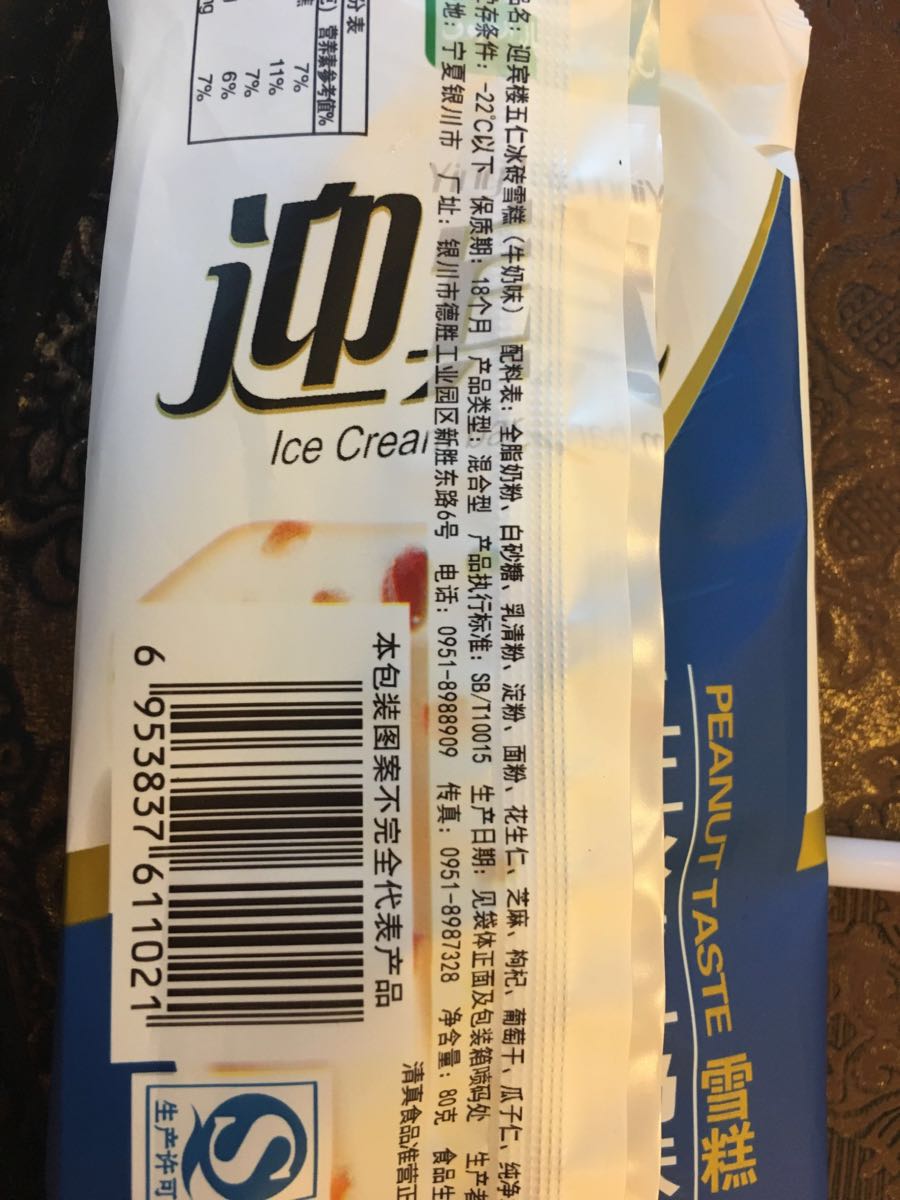 品名：迎宾楼五仁冰砖雪糕（牛奶味） 配料表：全脂奶粉、白砂糖、乳清粉、淀粉、面粉、花生仁、芝麻、枸杞、葡萄干、瓜子仁、纯净
存条件：-22℃以下 保质期：18个月 产品类型：混合型 产品执行标准：SB/T10015 生产日期：见袋体正面及包装箱喷码处 生产者
地：宁夏银川市 厂址：银川市德胜工业园区新胜东路6号 电话：0951-8988909 传真：0951-8987328 净含量：80克 食品生
清真食品准营正
分表
营养素参考值%
7%
11%
7%
6%
7%
迎
Ice Crea
本包装图案不完全代表产品
6 953837 611021
生产许可
PEANUT TASTE 雪糕